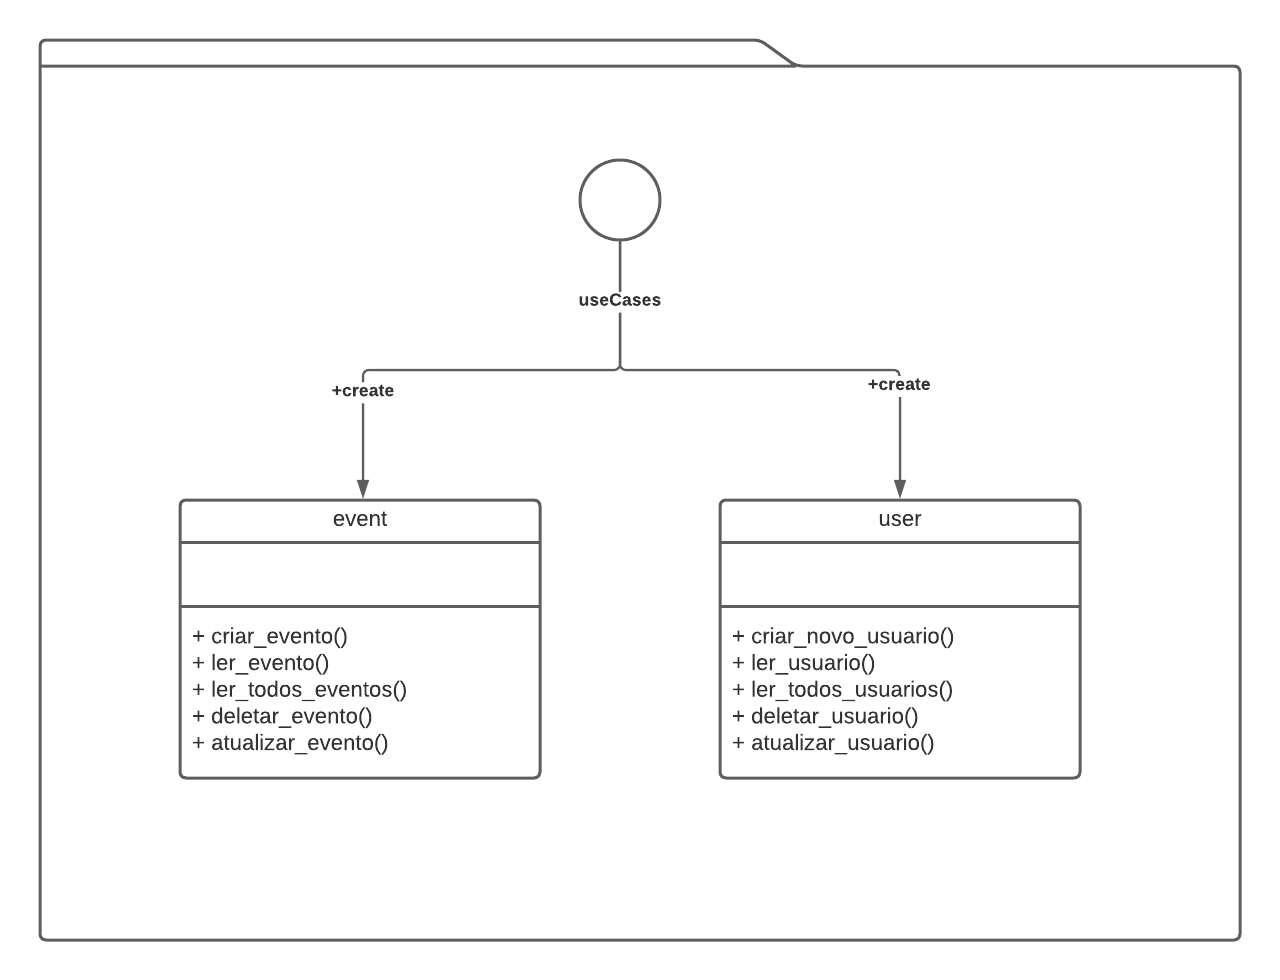 useCases
+create
+create
event
+ criar_evento()
+ ler_evento()
+ ler_todos_eventos()
+ deletar_evento()
+ atualizar_evento()
user
+ criar_novo_usuario()
+ ler_usuario()
+ ler_todos_usuarios()
+ deletar_usuario()
+ atualizar_usuario()